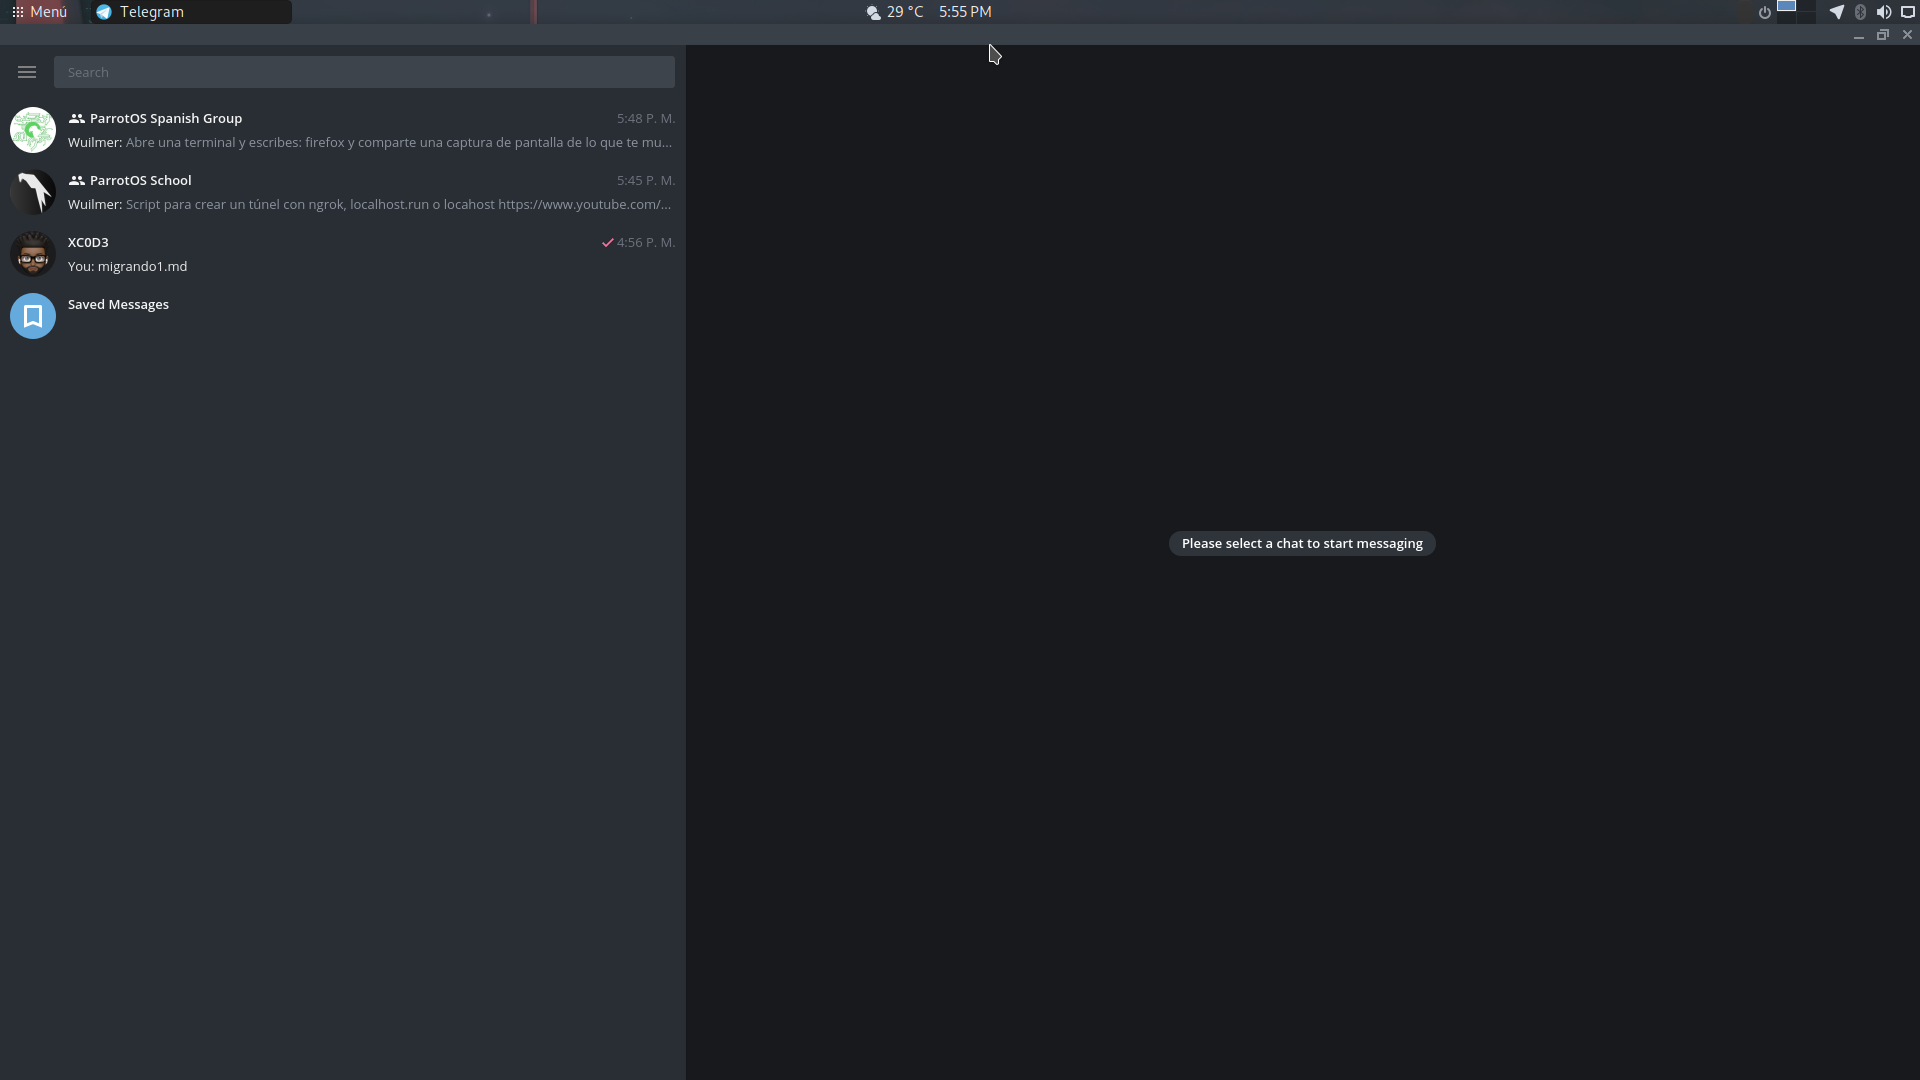 Menú
Telegram
29 °C 5:55 PM
Search
ParrotOS Spanish Group 5:48 P. M.
Wuilmer: Abre una terminal y escribes: firefox y comparte una captura de pantalla de lo que te mu...
ParrotOS School 5:45 P. M.
Wuilmer: Script para crear un túnel con ngrok, localhost.run o locahost https://www.youtube.com/...
XC0D3 4:56 P. M.
You: migrando1.md
Saved Messages
Please select a chat to start messaging